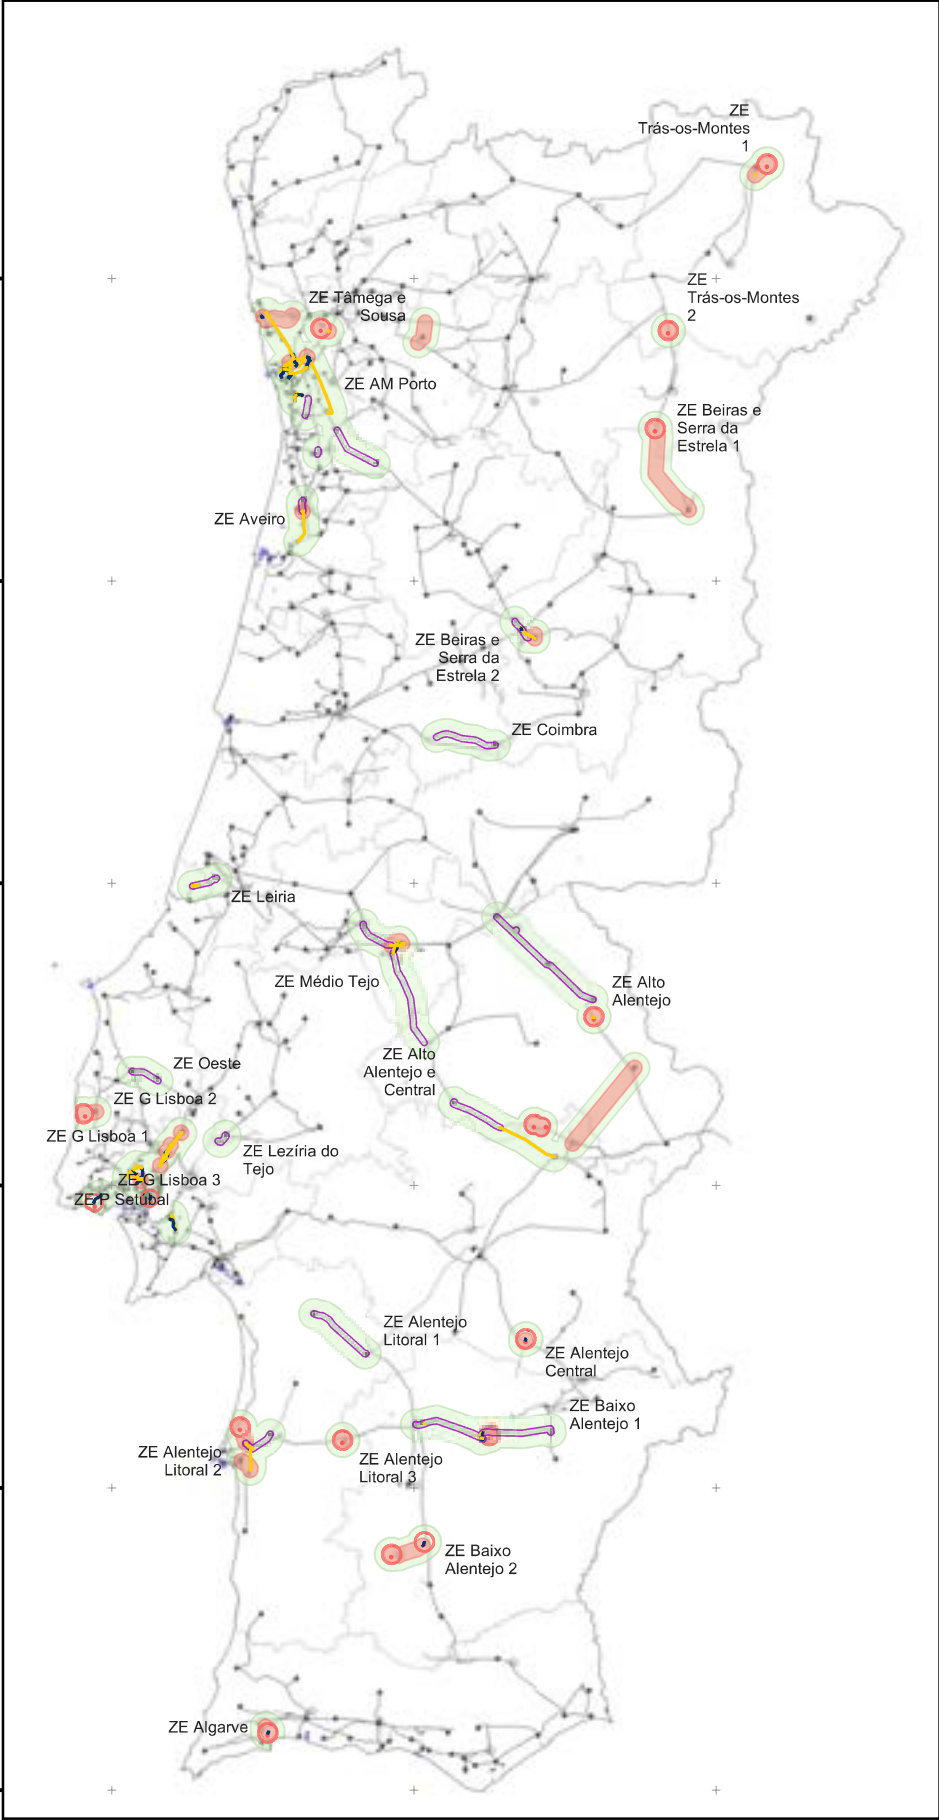 ZE
Trás-os-Montes
1
ZE
Trás-os-Montes
2
ZE Tâmega e
Sousa
ZE AM Porto
ZE Beiras e
Serra da
Estrela 1
ZE Aveiro
ZE Beiras e
Serra da
Estrela 2
ZE Coimbra
ZE Leiria
ZE Médio Tejo
ZE Alto
Alentejo
ZE Alto
Alentejo e
Central
ZE Oeste
ZE G Lisboa 2
ZE G Lisboa 1
ZE Lezíria do
Tejo
ZE G Lisboa 3
ZE P Setúbal
ZE Alentejo
Litoral 1
ZE Alentejo
Central
ZE Baixo
Alentejo 1
ZE Alentejo
Litoral 2
ZE Alentejo
Litoral 3
ZE Baixo
Alentejo 2
ZE Algarve